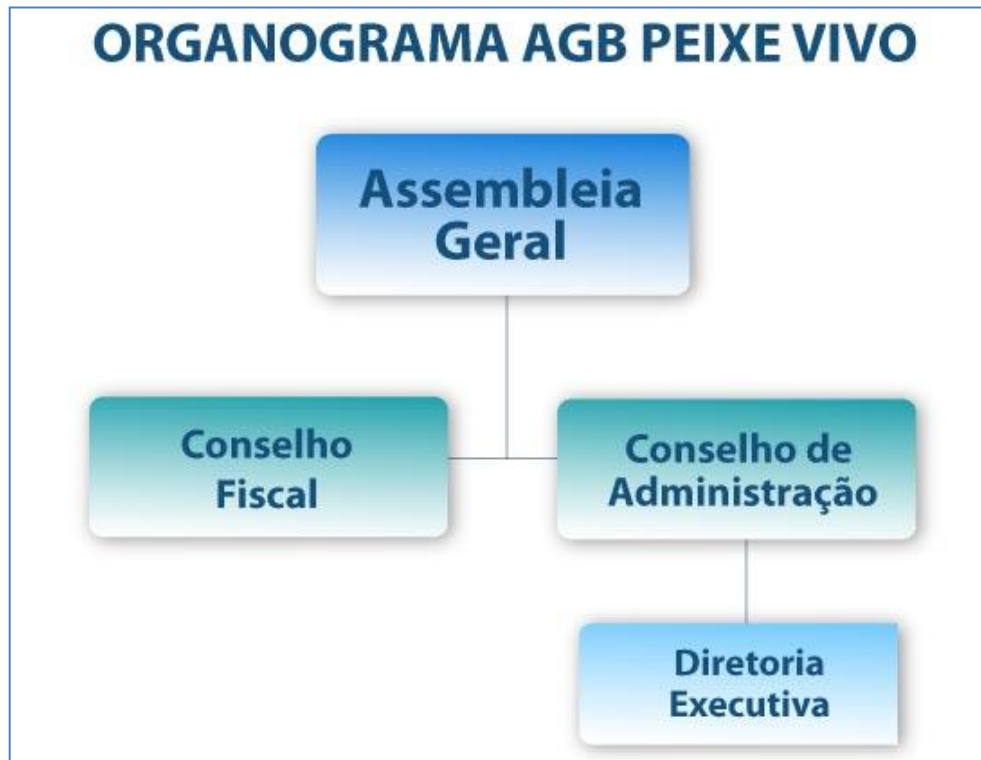 ORGANOGRAMA AGB PEIXE VIVO
Assembleia
Geral
Conselho
Fiscal
Conselho de
Administração
Diretoria
Executiva